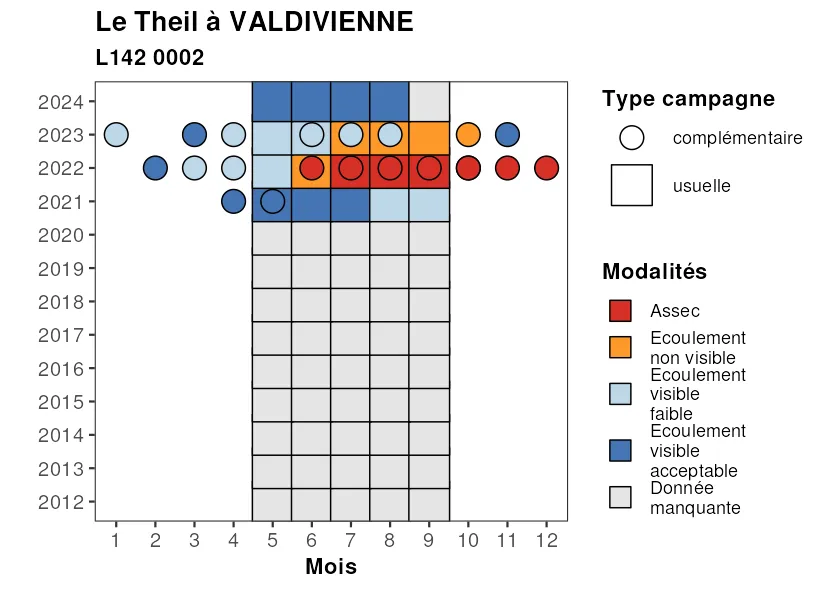 Le Theil à VALDIVIENNE
L142 0002
2024
2023
2022
2021
2020
2019
2018
2017
2016
2015
2014
2013
2012
1 2 3 4 5 6 7 8 9 10 11 12
Mois
Type campagne
complémentaire
usuelle
Modalités
Assec
Ecoulement
non visible
Ecoulement
visible
faible
Ecoulement
visible
acceptable
Donnée
manquante